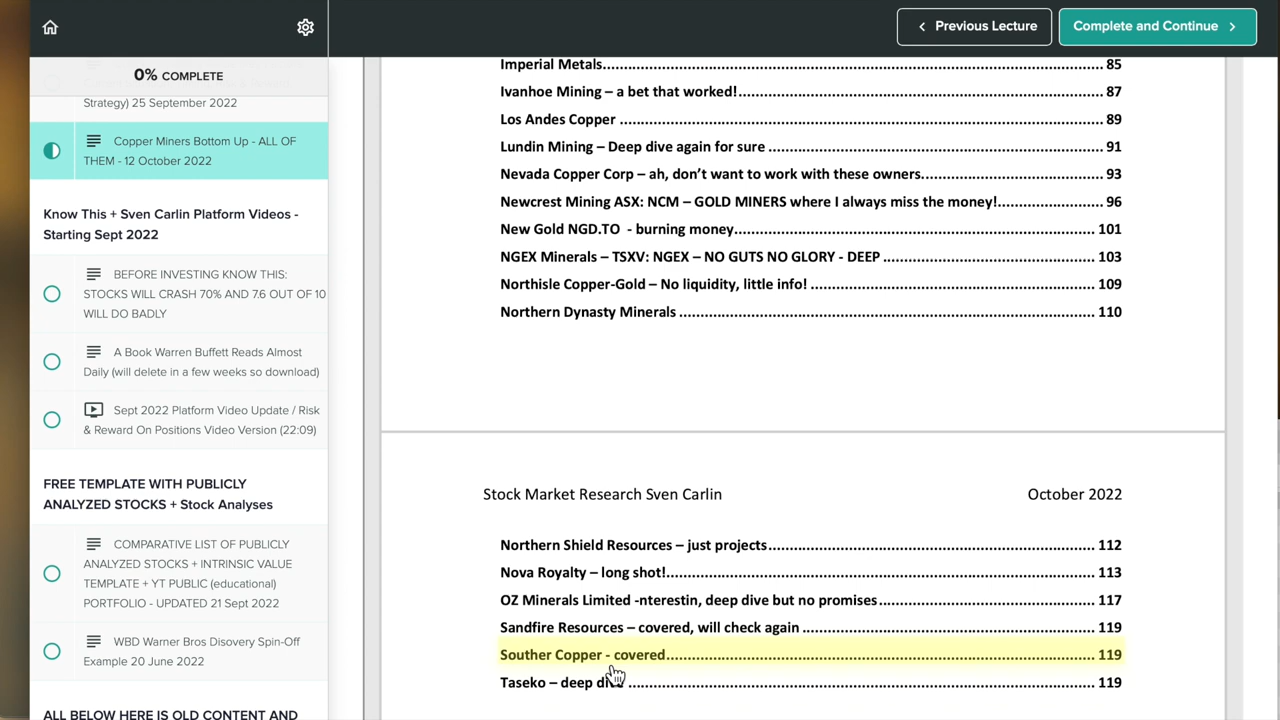 Previous Lecture
Complete and Continue
0% COMPLETE
Strategy) 25 September 2022
Copper Miners Bottom Up - ALL OF
THEM - 12 October 2022
Know This + Sven Carlin Platform Videos -
Starting Sept 2022
BEFORE INVESTING KNOW THIS:
STOCKS WILL CRASH 70% AND 7.6 OUT OF 10
WILL DO BADLY
A Book Warren Buffett Reads Almost
Daily (will delete in a few weeks so download)
Sept 2022 Platform Video Update / Risk
& Reward On Positions Video Version (22:09)
FREE TEMPLATE WITH PUBLICLY
ANALYZED STOCKS + Stock Analyses
COMPARATIVE LIST OF PUBLICLY
ANALYZED STOCKS + INTRINSIC VALUE
TEMPLATE + YT PUBLIC (educational)
PORTFOLIO - UPDATED 21 Sept 2022
WBD Warner Bros Disovery Spin-Off
Example 20 June 2022
ALL BELOW HERE IS OLD CONTENT AND
Imperial Metals 85
Ivanhoe Mining – a bet that worked! 87
Los Andes Copper 89
Lundin Mining – Deep dive again for sure 91
Nevada Copper Corp – ah, don't want to work with these owners. 93
Newcrest Mining ASX: NCM – GOLD MINERS where I always miss the money! 96
New Gold NGD.TO - burning money 101
NGEX Minerals – TSXV: NGEX – NO GUTS NO GLORY - DEEP 103
Northisle Copper-Gold – No liquidity, little info! 109
Northern Dynasty Minerals 110
Stock Market Research Sven Carlin October 2022
Northern Shield Resources – just projects 112
Nova Royalty – long shot! 113
OZ Minerals Limited -nterestin, deep dive but no promises 117
Sandfire Resources – covered, will check again 119
Souther Copper - covered 119
Taseko – deep dive 119